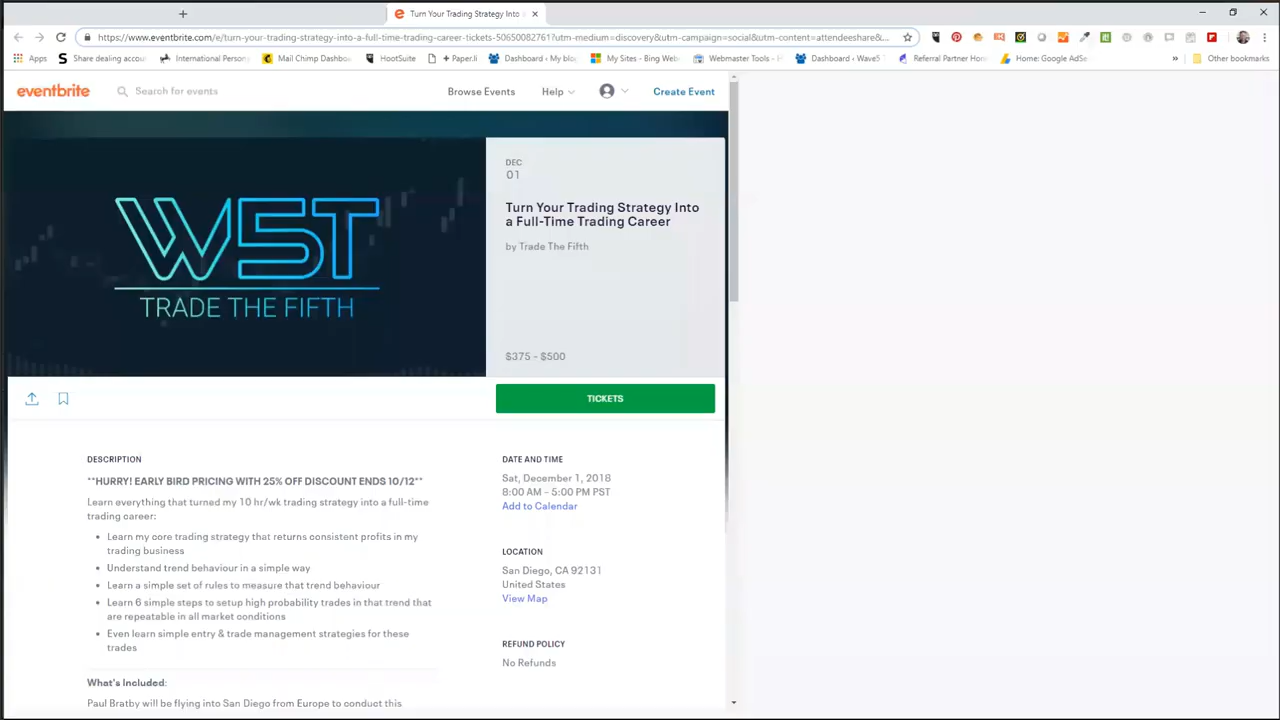 Turn Your Trading Strategy Into
https://www.eventbrite.com/e/turn-your-trading-strategy-into-a-full-time-trading-career-tickets-50650082761?utm-medium=discovery&utm-campaign=social&utm-content=attendeeshare&...
Apps
Share dealing accou
International Person
Mail Chimp Dashboa
HootSuite
+ Paper.li
Dashboard ‹ My blo
My Sites - Bing Web
Webmaster Tools - 
Dashboard ‹ Wave5
Referral Partner Hom
Home: Google AdSe
» Other bookmarks
eventbrite
Search for events
Browse Events
Help
Create Event
W5T
TRADE THE FIFTH
DEC
01
Turn Your Trading Strategy Into
a Full-Time Trading Career
by Trade The Fifth
$375 – $500
TICKETS
DESCRIPTION
**HURRY! EARLY BIRD PRICING WITH 25% OFF DISCOUNT ENDS 10/12**
Learn everything that turned my 10 hr/wk trading strategy into a full-time
trading career:
• Learn my core trading strategy that returns consistent profits in my
trading business
• Understand trend behaviour in a simple way
• Learn a simple set of rules to measure that trend behaviour
• Learn 6 simple steps to setup high probability trades in that trend that
are repeatable in all market conditions
• Even learn simple entry & trade management strategies for these
trades
What's Included:
Paul Bratby will be flying into San Diego from Europe to conduct this
DATE AND TIME
Sat, December 1, 2018
8:00 AM – 5:00 PM PST
Add to Calendar
LOCATION
San Diego, CA 92131
United States
View Map
REFUND POLICY
No Refunds